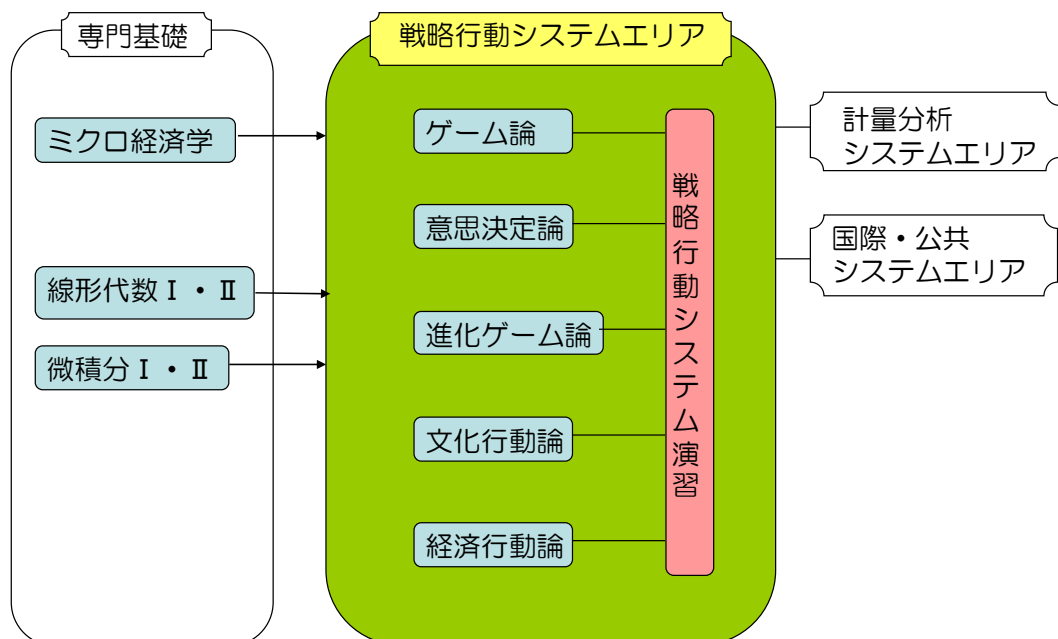 専門基礎
ミクロ経済学
線形代数Ⅰ・Ⅱ
微積分Ⅰ・Ⅱ
戦略行動システムエリア
ゲーム論
意思決定論
進化ゲーム論
文化行動論
経済行動論
戦略行動システム演習
計量分析
システムエリア
国際・公共
システムエリア